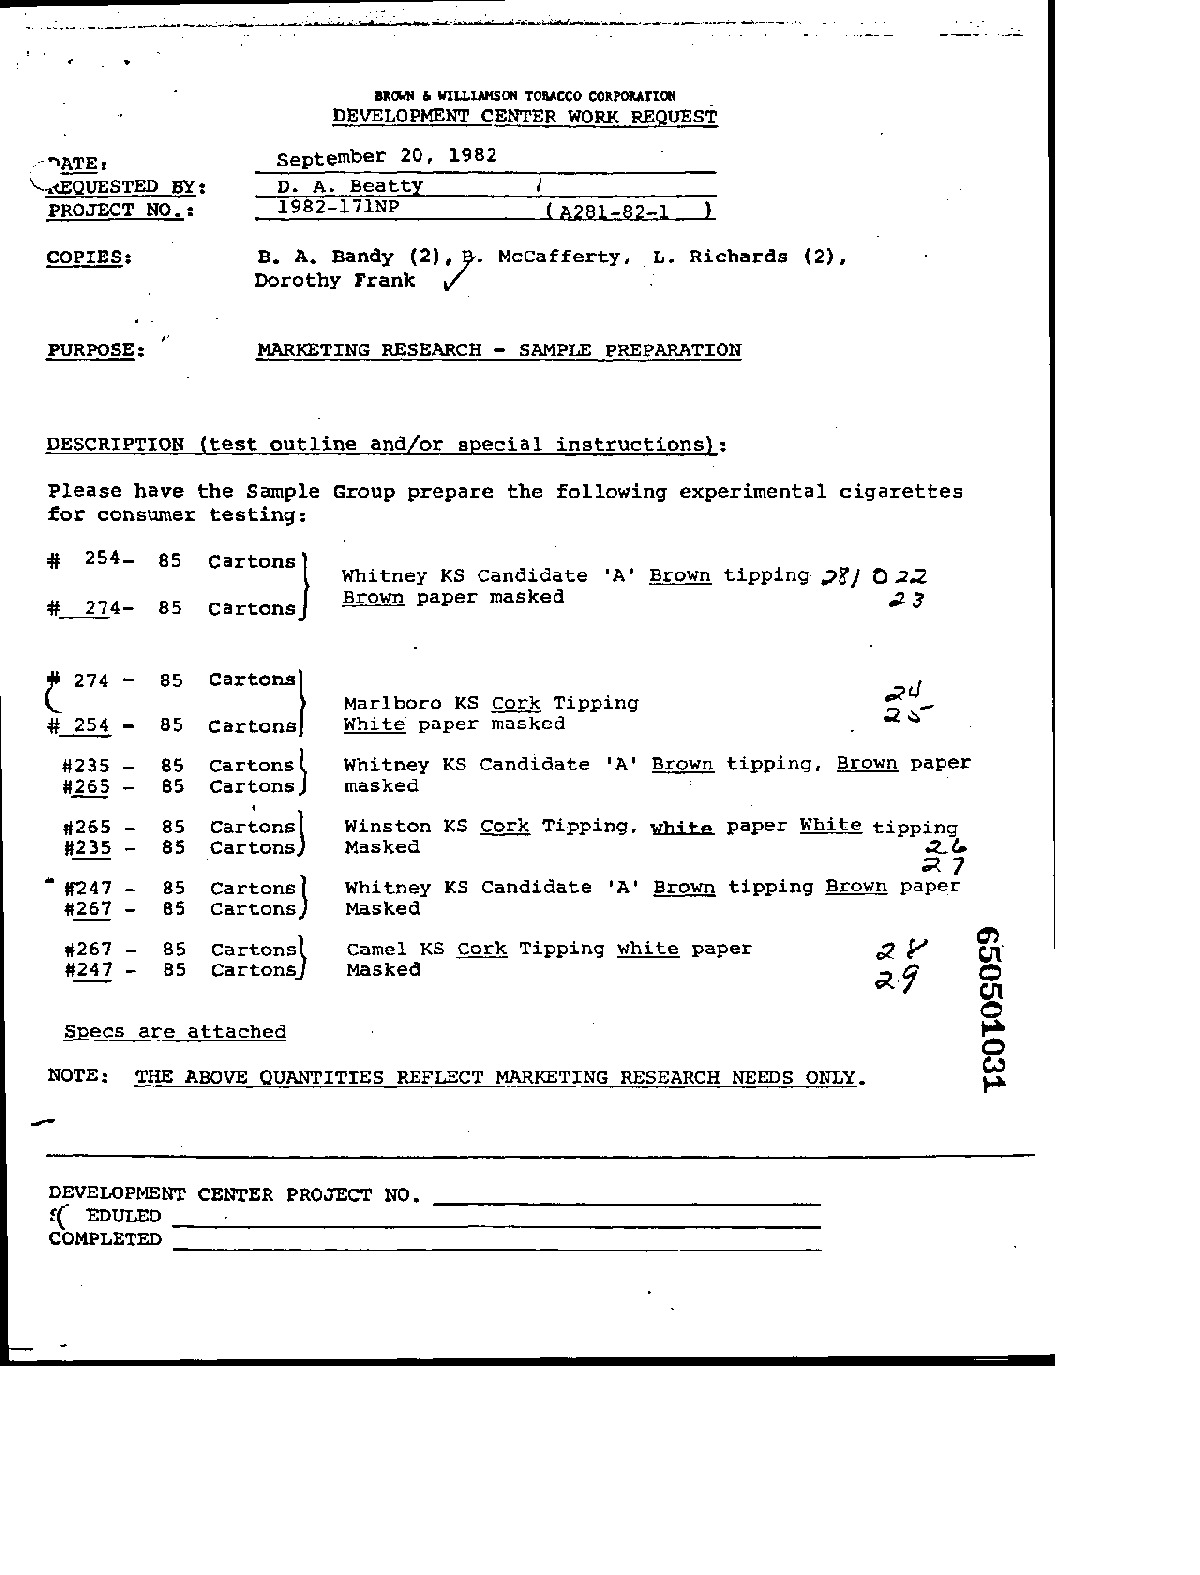 BROWN & WILLIAMSON TOBACCO CORPORATION
DEVELOPMENT CENTER WORK REQUEST
DATE: September 20, 1982
REQUESTED BY: D. A. Beatty
PROJECT NO.: 1982-171NP (A281-82-1 )
COPIES: B. A. Bandy (2), B. McCafferty, L. Richards (2),
Dorothy Frank
PURPOSE: MARKETING RESEARCH - SAMPLE PREPARATION
DESCRIPTION (test outline and/or special instructions):
Please have the Sample Group prepare the following experimental cigarettes
for consumer testing:
# 254- 85 Cartons
Whitney KS Candidate 'A' Brown tipping 281 022
Brown paper masked 23
# 274- 85 Cartons
# 274 - 85 Cartons
24
Marlboro KS Cork Tipping
25
# 254 - 85 Cartons White paper masked
#235 - 85 Cartons Whitney KS Candidate 'A' Brown tipping, Brown paper
#265 - 85 Cartons masked
#265 - 85 Cartons Winston KS Cork Tipping, white paper White tipping
#235 - 85 Cartons Masked 26
27
#247 - 85 Cartons Whitney KS Candidate 'A' Brown tipping Brown paper
#267 - 85 Cartons Masked
#267 - 85 Cartons Camel KS Cork Tipping white paper 28
#247 - 85 Cartons Masked 29
Specs are attached
NOTE: THE ABOVE QUANTITIES REFLECT MARKETING RESEARCH NEEDS ONLY.
650501031
DEVELOPMENT CENTER PROJECT NO.
S( EDULED
COMPLETED